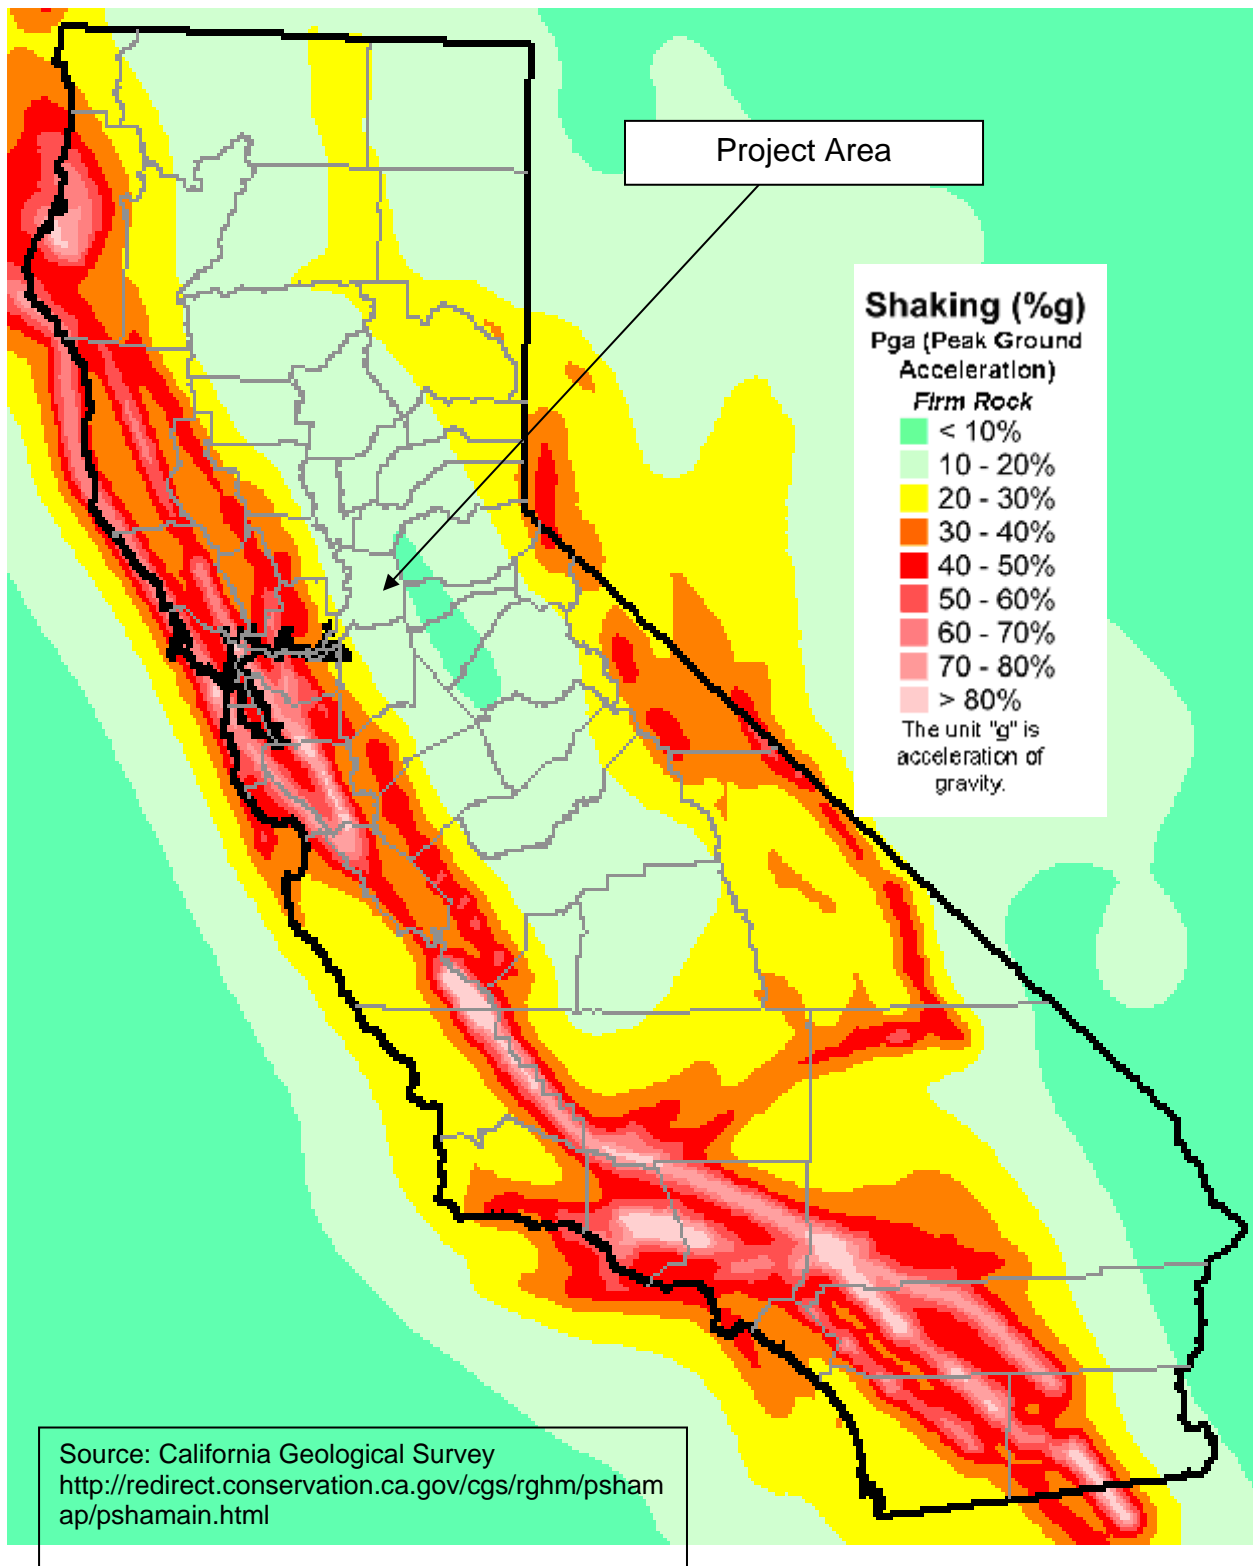 Project Area
Shaking (%g)
Pga (Peak Ground
Acceleration)
Firm Rock
< 10%
10 - 20%
20 - 30%
30 - 40%
40 - 50%
50 - 60%
60 - 70%
70 - 80%
> 80%
The unit "g" is
acceleration of
gravity.
Source: California Geological Survey
http://redirect.conservation.ca.gov/cgs/rghm/psham
ap/pshamain.html